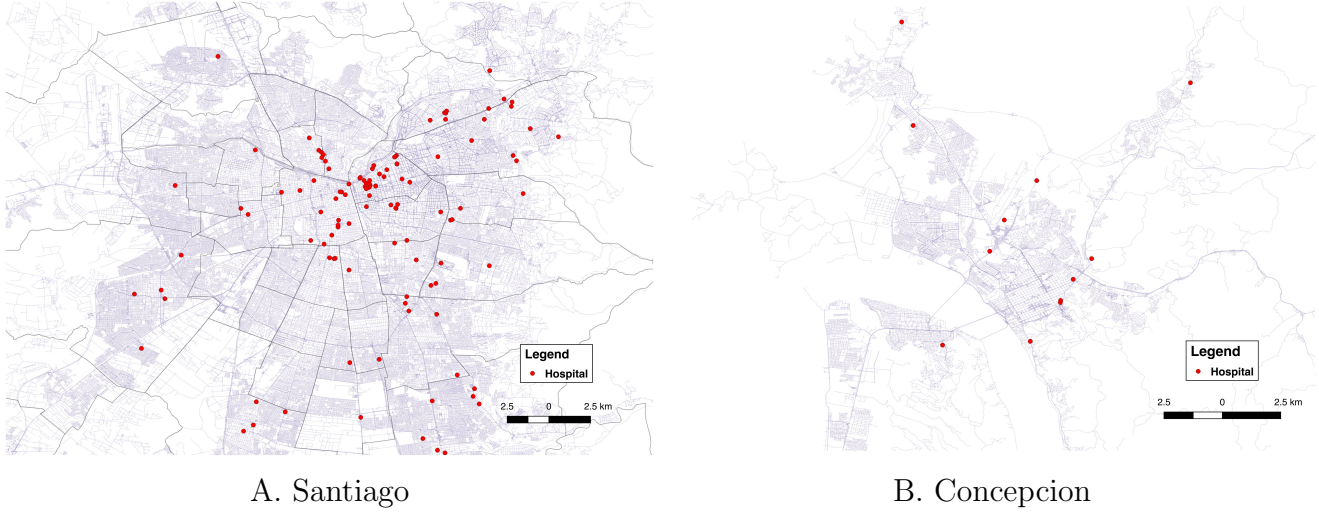 Legend
Hospital
2.5 0 2.5 km
Legend
Hospital
2.5 0 2.5 km
A. Santiago
B. Concepcion